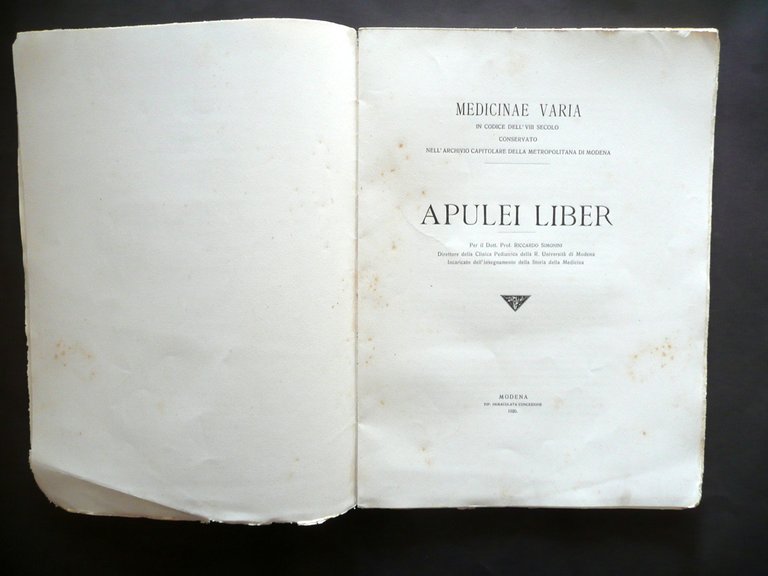 MEDICINAE VARIA
IN CODICE DELL'VIII SECOLO
CONSERVATO
NELL'ARCHIVIO CAPITOLARE DELLA METROPOLITANA DI MODENA
APULEI LIBER
Per il Dott. Prof. RICCARDO SIMONINI
Direttore della Clinica Pediatrica della R. Università di Modena
Incaricato dell'insegnamento della Storia della Medicina
MODENA
TIP. IMMACOLATA CONCEZIONE